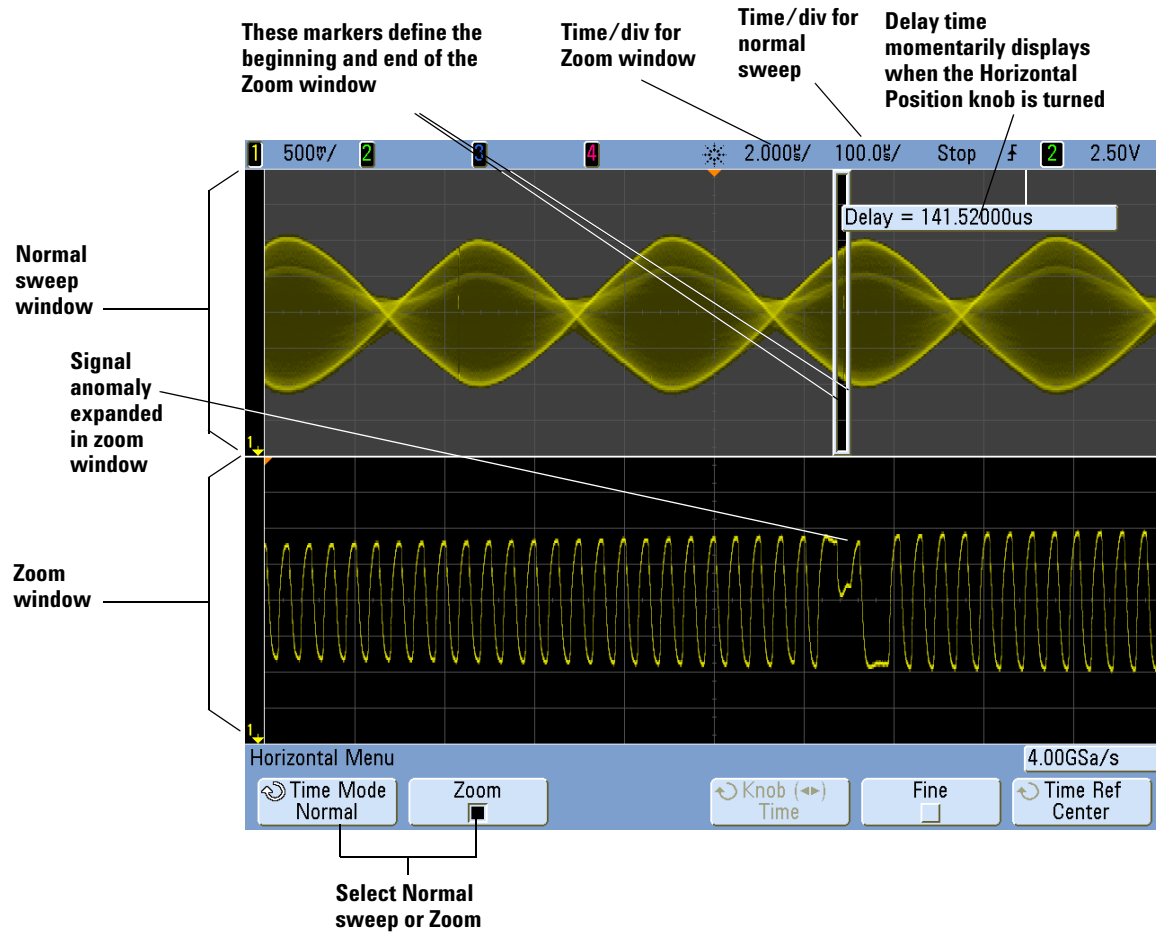 These markers define the
beginning and end of the
Zoom window
Time/div for
Zoom window
Time/div for
normal
sweep
Delay time
momentarily displays
when the Horizontal
Position knob is turned
1 500mV/ 2 3 4 2.000us/ 100.0us/ Stop 2 2.50V
Delay = 141.52000us
Normal
sweep
window
Signal
anomaly
expanded
in zoom
window
1
Zoom
window
1
Horizontal Menu
4.00GSa/s
Time Mode
Normal
Zoom
Knob (◄►)
Time
Fine
Time Ref
Center
Select Normal
sweep or Zoom